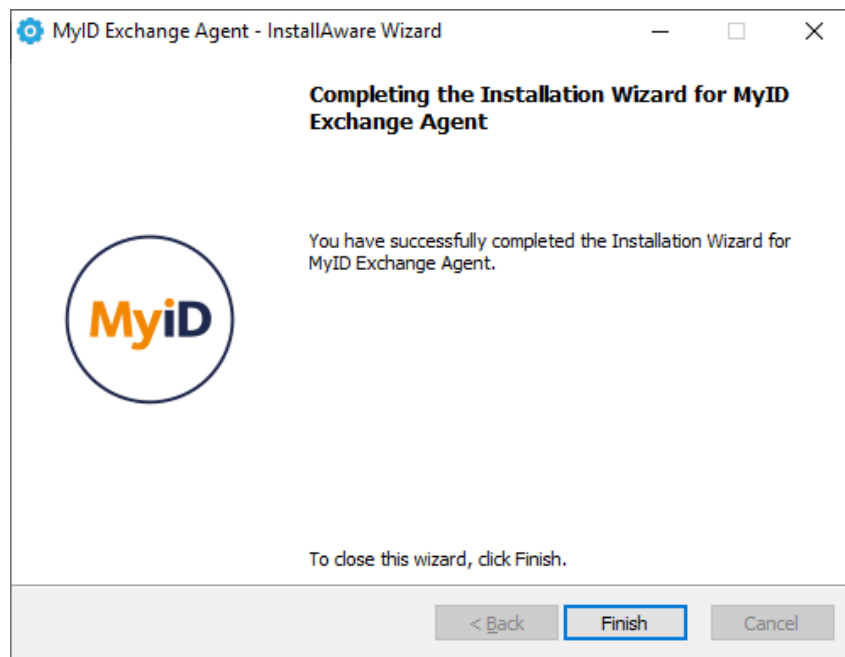 MyID Exchange Agent - InstallAware Wizard
Completing the Installation Wizard for MyID
Exchange Agent
You have successfully completed the Installation Wizard for
MyID Exchange Agent.
MyiD
To close this wizard, click Finish.
< Back
Finish
Cancel